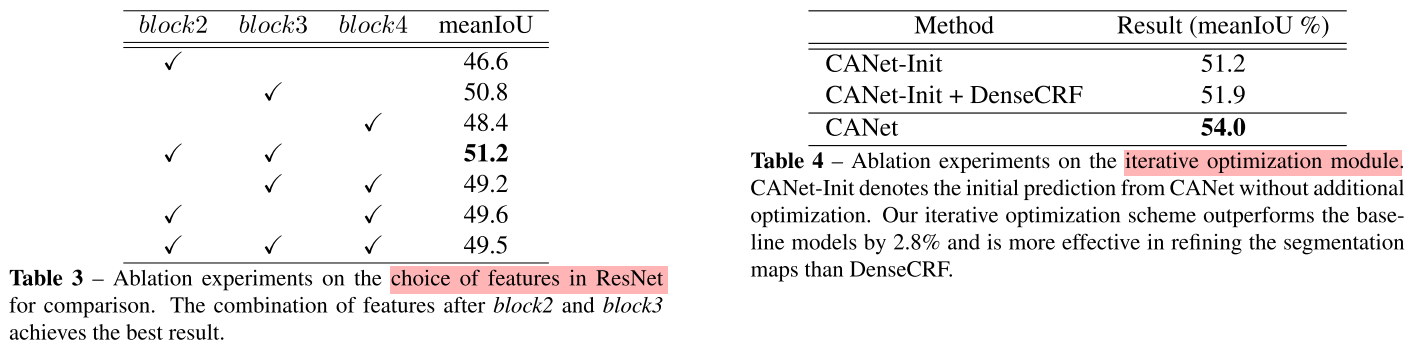 block2 block3 block4 meanIoU
✓ 46.6
✓ 50.8
✓ 48.4
✓ ✓ 51.2
✓ ✓ 49.2
✓ ✓ 49.6
✓ ✓ ✓ 49.5
Table 3 – Ablation experiments on the choice of features in ResNet
for comparison. The combination of features after block2 and block3
achieves the best result.
Method Result (meanIoU %)
CANet-Init 51.2
CANet-Init + DenseCRF 51.9
CANet 54.0
Table 4 – Ablation experiments on the iterative optimization module.
CANet-Init denotes the initial prediction from CANet without additional
optimization. Our iterative optimization scheme outperforms the base-
line models by 2.8% and is more effective in refining the segmentation
maps than DenseCRF.